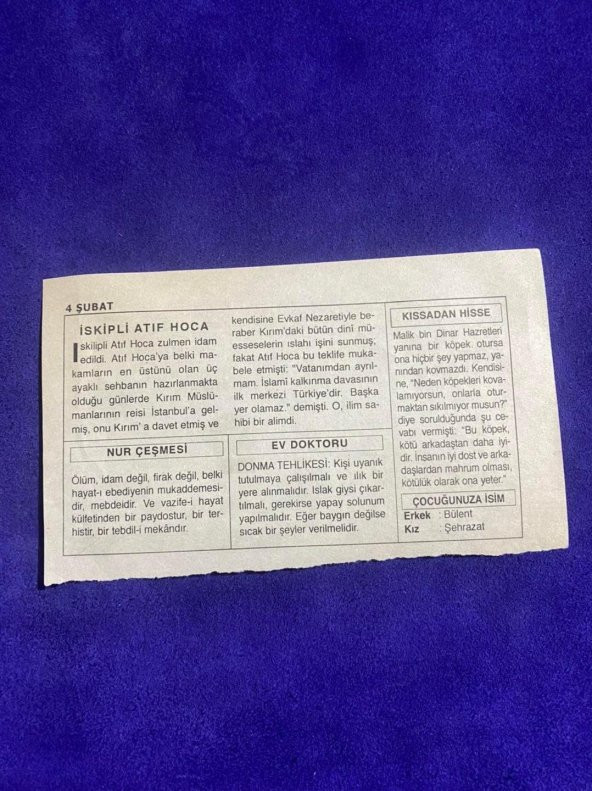 4 ŞUBAT
İSKİPLİ ATIF HOCA
İskilipli Atıf Hoca zulmen idam
edildi. Atıf Hoca'ya belki ma-
kamların en üstünü olan üç
ayaklı sehbanın hazırlanmakta
olduğu günlerde Kırım Müslü-
manlarının reisi İstanbul'a gel-
miş, onu Kırım' a davet etmiş ve
kendisine Evkaf Nezaretiyle be-
raber Kırım'daki bütün dinî mü-
esseselerin ıslahı işini sunmuş;
fakat Atıf Hoca bu teklife muka-
bele etmişti: "Vatanımdan ayrıl-
mam. İslamî kalkınma davasının
ilk merkezi Türkiye'dir. Başka
yer olamaz." demişti. O, ilim sa-
hibi bir alimdi.
NUR ÇEŞMESİ
Ölüm, idam değil, firak değil, belki
hayat-ı ebediyenin mukaddemesi-
dir, mebdeidir. Ve vazife-i hayat
külfetinden bir paydostur, bir ter-
histir, bir tebdil-i mekândır.
EV DOKTORU
DONMA TEHLİKESİ: Kişi uyanık
tutulmaya çalışılmalı ve ılık bir
yere alınmalıdır. Islak giysi çıkar-
tılmalı, gerekirse yapay solunum
yapılmalıdır. Eğer baygın değilse
sıcak bir şeyler verilmelidir.
KISSADAN HİSSE
Malik bin Dinar Hazretleri
yanına bir köpek. otursa
ona hiçbir şey yapmaz, ya-
nından kovmazdı. Kendisi-
ne, "Neden köpekleri kova-
lamıyorsun, onlarla otur-
maktan sıkılmıyor musun?"
diye sorulduğunda şu ce-
vabı vermişti: "Bu köpek,
kötü arkadaştan daha iyi-
dir. İnsanın iyi dost ve arka-
daşlardan mahrum olması,
kötülük olarak ona yeter."
ÇOCUĞUNUZA İSİM
Erkek : Bülent
Kız : Şehrazat